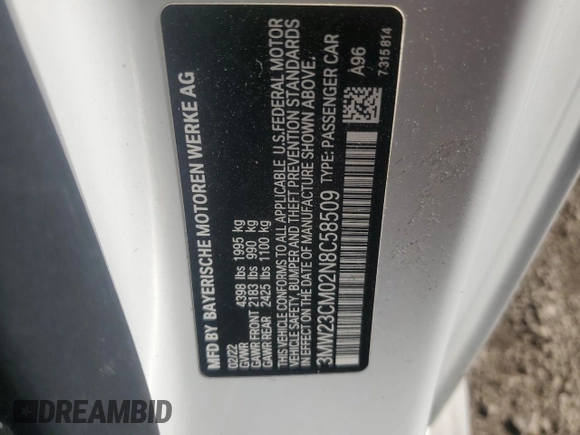 MFD BY BAYERISCHE MOTOREN WERKE AG
02/22
GVWR 4398 lbs 1995 kg
GAWR FRONT 2183 lbs 990 kg
GAWR REAR 2425 lbs 1100 kg
THIS VEHICLE CONFORMS TO ALL APPLICABLE U.S. FEDERAL MOTOR
VEHICLE SAFETY, BUMPER AND THEFT PREVENTION STANDARDS
IN EFFECT ON THE DATE OF MANUFACTURE SHOWN ABOVE.
3MW23CM02N8C58509 TYPE: PASSENGER CAR
A96
7 315 814
DREAMBID